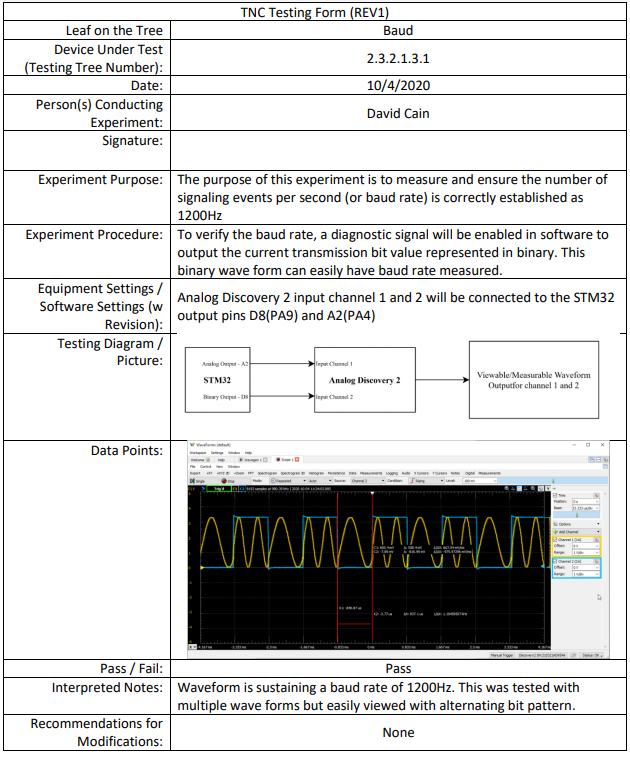 TNC Testing Form (REV1)
Leaf on the Tree
Baud
Device Under Test
(Testing Tree Number):
2.3.2.1.3.1
Date:
10/4/2020
Person(s) Conducting
Experiment:
David Cain
Signature:
Experiment Purpose:
The purpose of this experiment is to measure and ensure the number of
signaling events per second (or baud rate) is correctly established as
1200Hz
Experiment Procedure:
To verify the baud rate, a diagnostic signal will be enabled in software to
output the current transmission bit value represented in binary. This
binary wave form can easily have baud rate measured.
Equipment Settings /
Software Settings (w
Revision):
Analog Discovery 2 input channel 1 and 2 will be connected to the STM32
output pins D8(PA9) and A2(PA4)
Testing Diagram /
Picture:
Analog Output - A2
STM32
Binary Output - D8
Input Channel 1
Analog Discovery 2
Input Channel 2
Viewable/Measurable Waveform
Outputfor channel 1 and 2
Data Points:
Pass / Fail:
Pass
Interpreted Notes:
Waveform is sustaining a baud rate of 1200Hz. This was tested with
multiple wave forms but easily viewed with alternating bit pattern.
Recommendations for
Modifications:
None